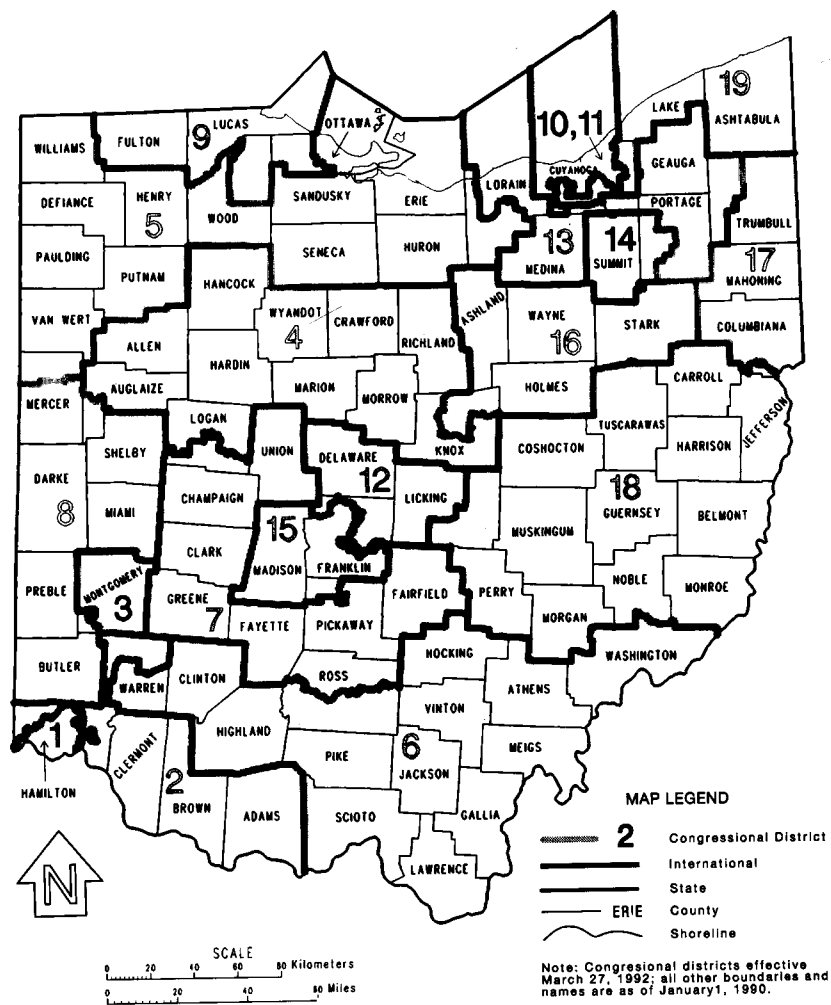 19
LAKE
ASHTABULA
10,11
9 LUCAS
OTTAWA
WILLIAMS
FULTON
GEAUGA
CUYAHOGA
LORAIN
HENRY
SANDUSKY
DEFIANCE
ERIE
PORTAGE
5
WOOD
TRUMBULL
13
14
SENECA
HURON
PAULDING
MEDINA
SUMMIT
17
MAHONING
PUTNAM
HANCOCK
ASHLAND
WYANDOT
CRAWFORD
WAYNE
VAN WERT
4
STARK
COLUMBIANA
RICHLAND
16
ALLEN
HARDIN
CARROLL
AUGLAIZE
MARION
HOLMES
MERCER
MORROW
JEFFERSON
LOGAN
TUSCARAWAS
KNOX
HARRISON
UNION
DELAWARE
COSHOCTON
SHELBY
12
DARKE
CHAMPAIGN
LICKING
18
GUERNSEY
MIAMI
8
BELMONT
15
MUSKINGUM
CLARK
FRANKLIN
MADISON
MONTGOMERY
PREBLE
NOBLE
MONROE
3
GREENE
FAIRFIELD
PERRY
7
FAYETTE
PICKAWAY
MORGAN
HOCKING
WASHINGTON
BUTLER
ROSS
WARREN
CLINTON
ATHENS
VINTON
1
HIGHLAND
CLERMONT
MEIGS
6
PIKE
JACKSON
2
HAMILTON
BROWN
ADAMS
SCIOTO
GALLIA
LAWRENCE
N
MAP LEGEND
2 Congressional District
International
State
ERIE County
Shoreline
SCALE
0 20 40 60 80 Kilometers
0 20 40 60 80 Miles
Note: Congresional districts effective
March 27, 1992; all other boundaries and
names are as of January1, 1990.